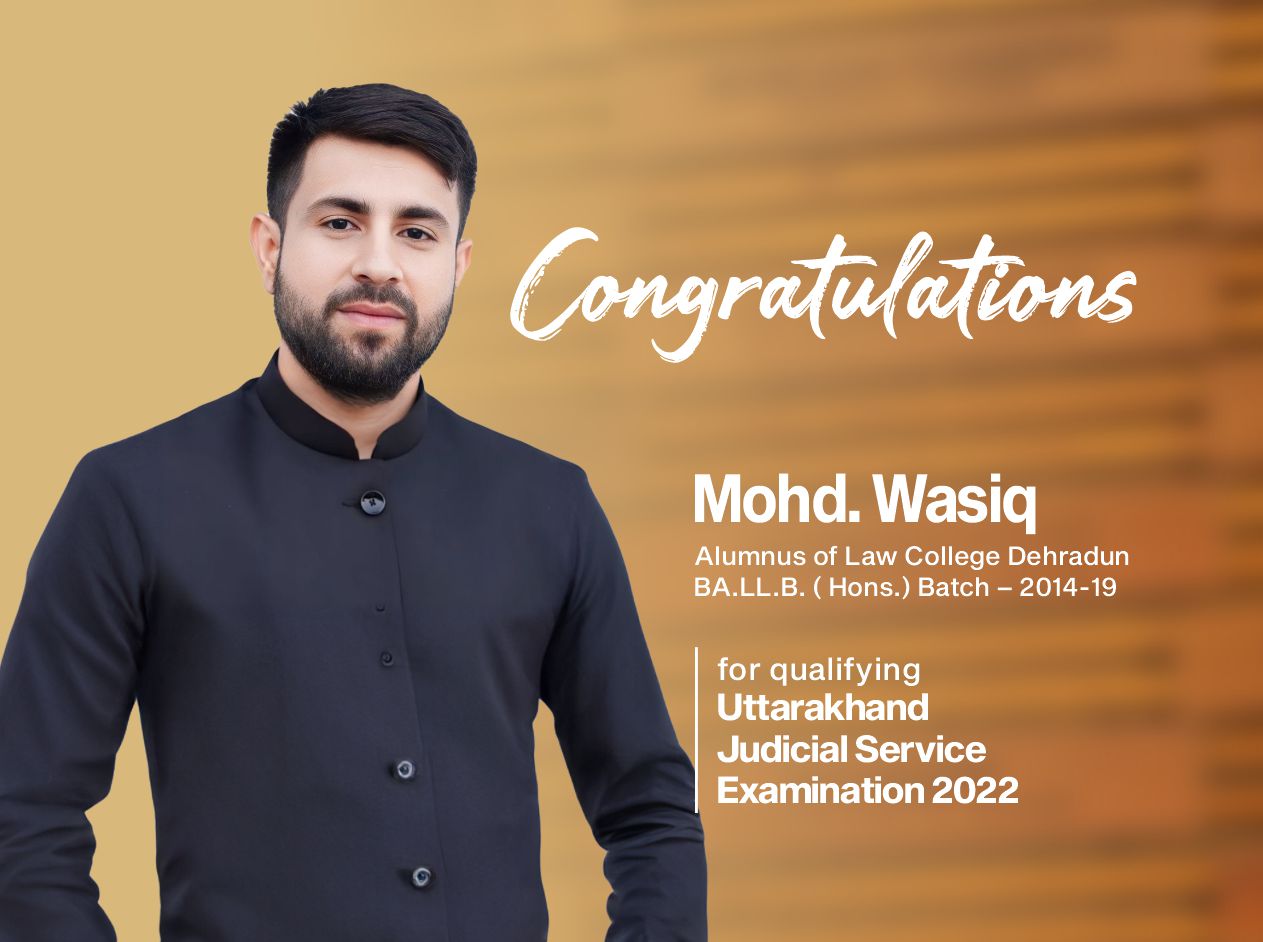 Congratulations
Mohd. Wasiq
Alumnus of Law College Dehradun
BA.LL.B. ( Hons.) Batch – 2014-19
for qualifying
Uttarakhand
Judicial Service
Examination 2022